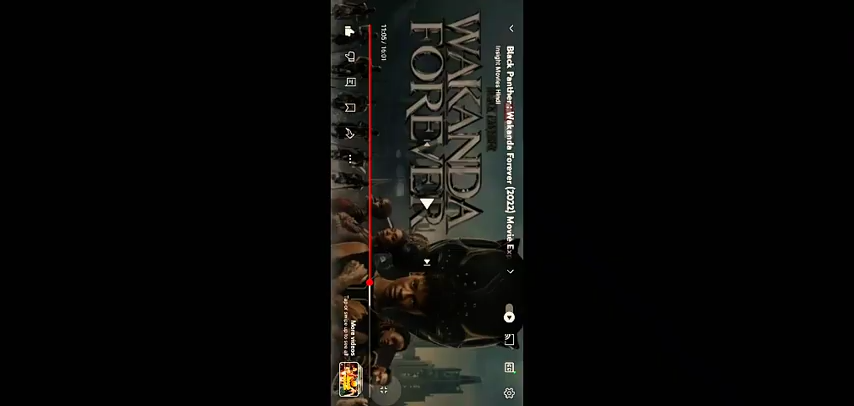 Black Panther: Wakanda Forever (2022) Movie Exp
Insight Movies Hindi
WAKANDA
FOREVER
11:05 / 16:01
More videos
Tap or swipe up to see all